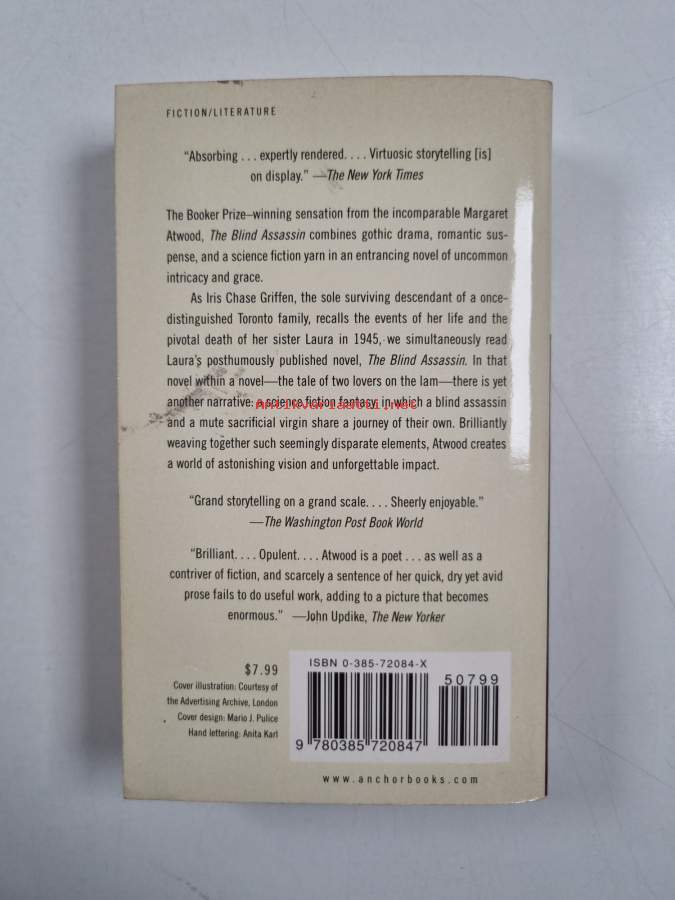 FICTION/LITERATURE
“Absorbing . . . expertly rendered. . . . Virtuosic storytelling [is]
on display.” —The New York Times
The Booker Prize–winning sensation from the incomparable Margaret
Atwood, The Blind Assassin combines gothic drama, romantic sus-
pense, and a science fiction yarn in an entrancing novel of uncommon
intricacy and grace.
As Iris Chase Griffen, the sole surviving descendant of a once-
distinguished Toronto family, recalls the events of her life and the
pivotal death of her sister Laura in 1945, we simultaneously read
Laura’s posthumously published novel, The Blind Assassin. In that
novel within a novel—the tale of two lovers on the lam—there is yet
another narrative: a science fiction fantasy in which a blind assassin
and a mute sacrificial virgin share a journey of their own. Brilliantly
weaving together such seemingly disparate elements, Atwood creates
a world of astonishing vision and unforgettable impact.
“Grand storytelling on a grand scale. . . . Sheerly enjoyable.”
—The Washington Post Book World
“Brilliant. . . . Opulent. . . . Atwood is a poet . . . as well as a
contriver of fiction, and scarcely a sentence of her quick, dry yet avid
prose fails to do useful work, adding to a picture that becomes
enormous.” —John Updike, The New Yorker
$7.99
Cover illustration: Courtesy of
the Advertising Archive, London
Cover design: Mario J. Pulice
Hand lettering: Anita Karl
ISBN 0-385-72084-X
50799
9 780385 720847
www.anchorbooks.com